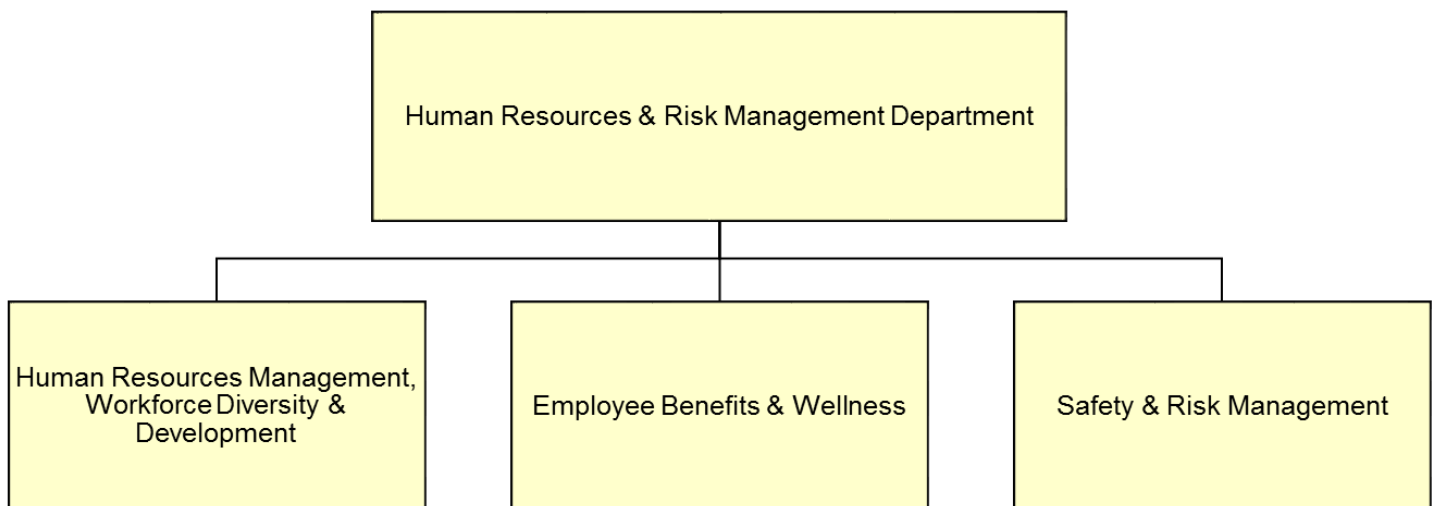 Human Resources & Risk Management Department
Human Resources Management,
Workforce Diversity &
Development
Employee Benefits & Wellness
Safety & Risk Management